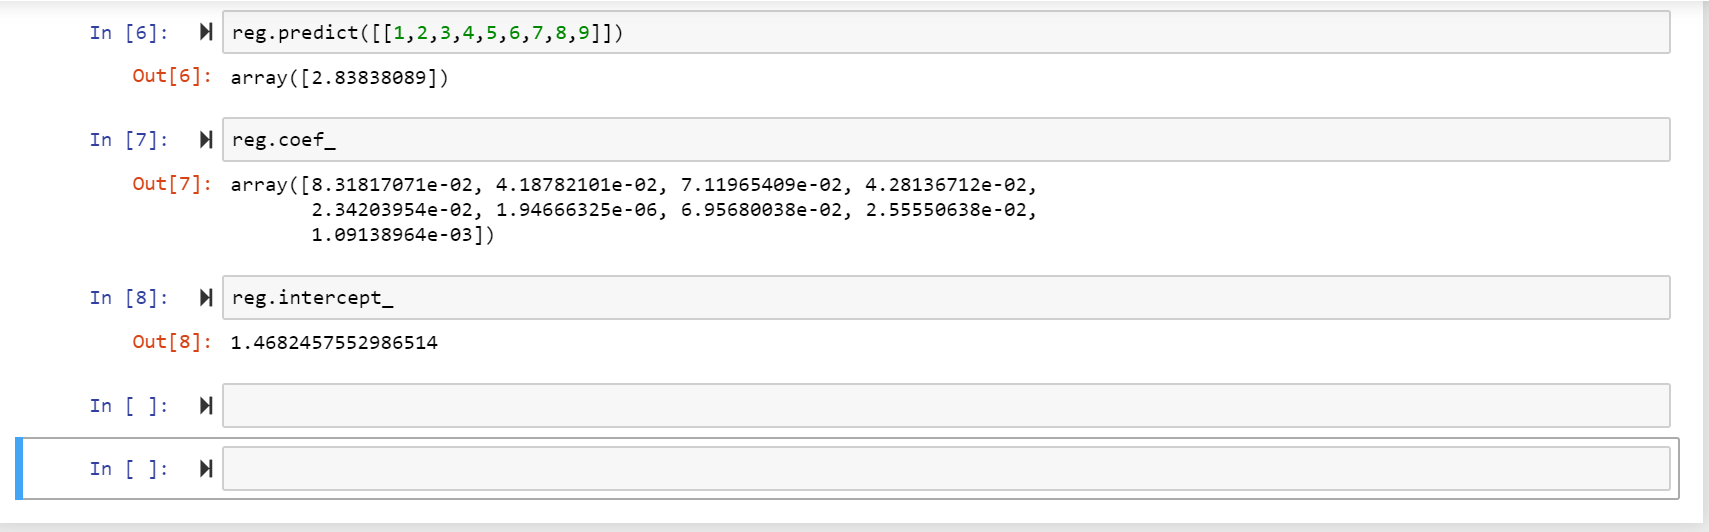 In [6]: reg.predict([[1,2,3,4,5,6,7,8,9]])
Out[6]: array([2.83838089])
In [7]: reg.coef_
Out[7]: array([8.31817071e-02, 4.18782101e-02, 7.11965409e-02, 4.28136712e-02,
2.34203954e-02, 1.94666325e-06, 6.95680038e-02, 2.55550638e-02,
1.09138964e-03])
In [8]: reg.intercept_
Out[8]: 1.4682457552986514
In [ ]:
In [ ]: